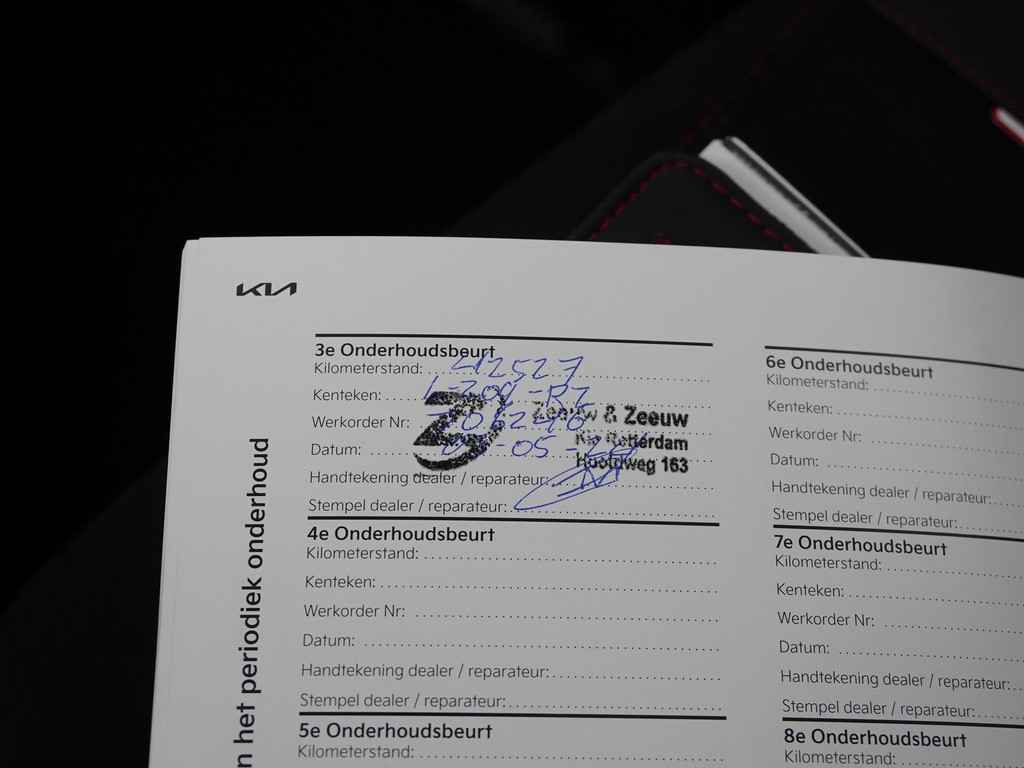 KIA
n het periodiek onderhoud
3e Onderhoudsbeurt
Kilometerstand: 42527
Kenteken:
Werkorder Nr:
Datum: -05-
Handtekening dealer / reparateur:
Stempel dealer / reparateur:
Zeeuw & Zeeuw
Kia Rotterdam
Hoofdweg 163
4e Onderhoudsbeurt
Kilometerstand:
Kenteken:
Werkorder Nr:
Datum:
Handtekening dealer / reparateur:
Stempel dealer / reparateur:
5e Onderhoudsbeurt
Kilometerstand:
6e Onderhoudsbeurt
Kilometerstand:
Kenteken:
Werkorder Nr:
Datum:
Handtekening dealer / reparateur:
Stempel dealer / reparateur:
7e Onderhoudsbeurt
Kilometerstand:
Kenteken:
Werkorder Nr:
Datum:
Handtekening dealer / reparateur:
Stempel dealer / reparateur:
8e Onderhoudsbeurt
Kilometerstand: